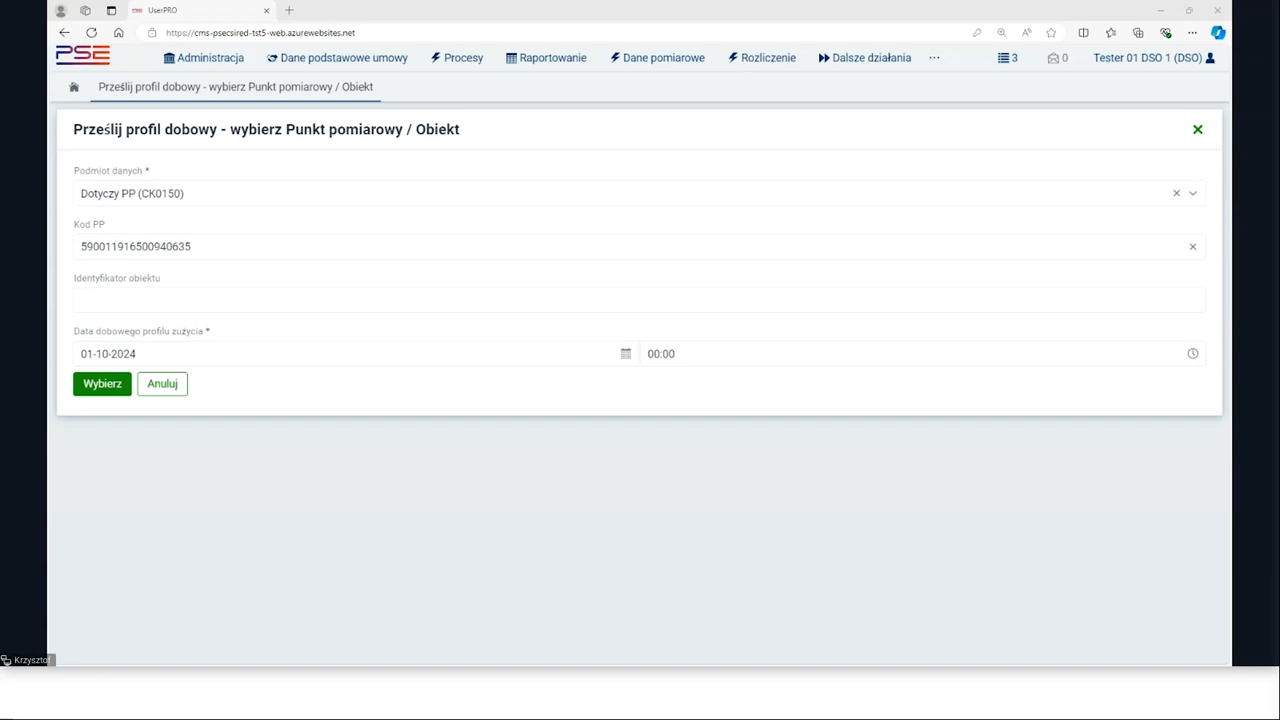 UserPRO
https://cms-psecsired-tst5-web.azurewebsites.net
PSE
Administracja
Dane podstawowe umowy
Procesy
Raportowanie
Dane pomiarowe
Rozliczenie
Dalsze działania
3
0
Tester 01 DSO 1 (DSO)
Prześlij profil dobowy - wybierz Punkt pomiarowy / Obiekt
Prześlij profil dobowy - wybierz Punkt pomiarowy / Obiekt
Podmiot danych *
Dotyczy PP (CK0150)
Kod PP
590011916500940635
Identyfikator obiektu
Data dobowego profilu zużycia *
01-10-2024
00:00
Wybierz
Anuluj
Krzysztof